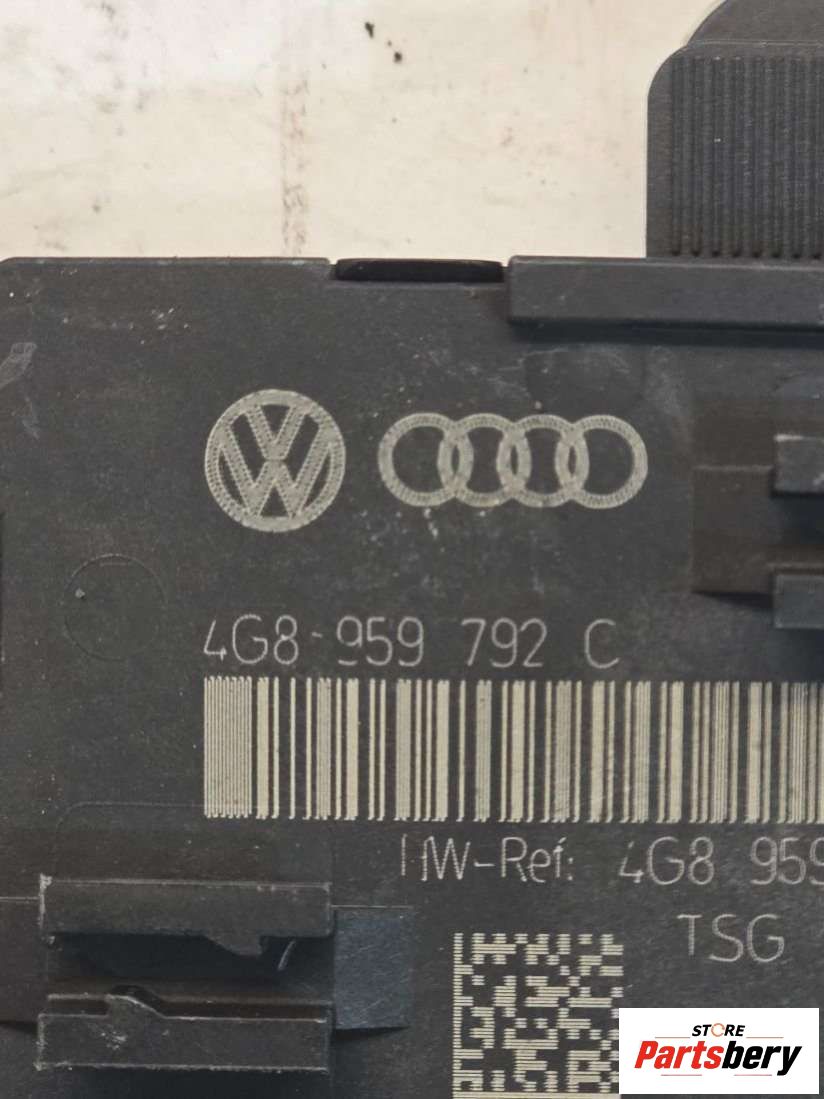 4G8 959 792 C
HW-Ref: 4G8 959
TSG
STORE
Partsbery